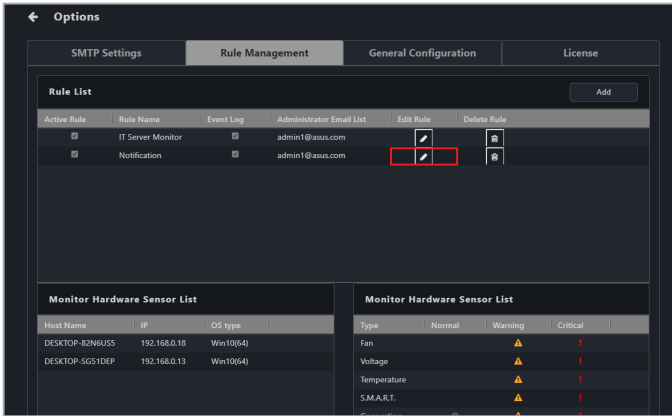 Options
SMTP Settings Rule Management General Configuration License
Rule List Add
Active Rule Rule Name Event Log Administrator Email List Edit Rule Delete Rule
IT Server Monitor admin1@asus.com
Notification admin1@asus.com
Monitor Hardware Sensor List
Host Name IP OS type
DESKTOP-82N6US5 192.168.0.18 Win10(64)
DESKTOP-SGS1DEP 192.168.0.13 Win10(64)
Monitor Hardware Sensor List
Type Normal Warning Critical
Fan
Voltage
Temperature
S.M.A.R.T.
Connection